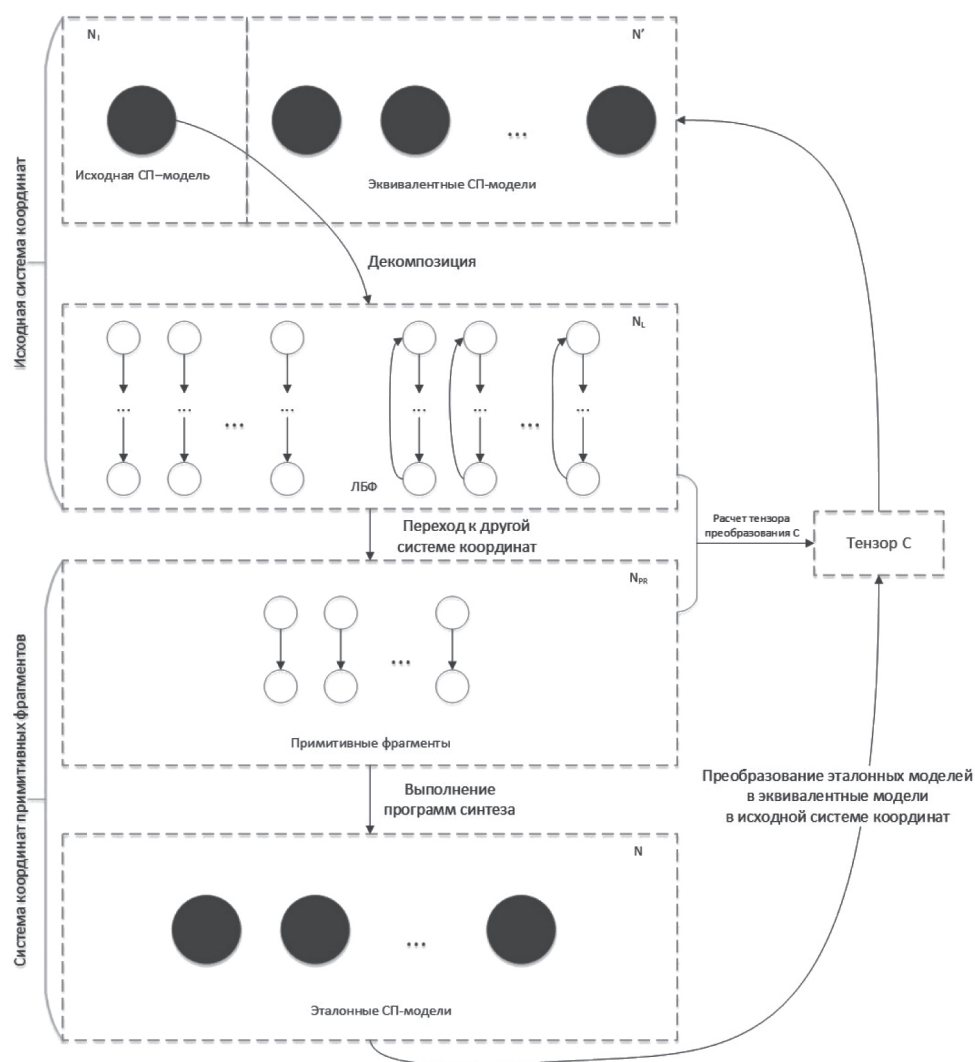 N₁
N'
...
Исходная СП–модель
Эквивалентные СП-модели
Исходная система координат
Декомпозиция
N_L
... ... ... ... ... ...
... ...
ЛБФ
Переход к другой
системе координат
Расчет тензора
преобразования С
Тензор С
N_PR
...
Примитивные фрагменты
Система координат примитивных фрагментов
Выполнение
программ синтеза
Преобразование эталонных моделей
в эквивалентные модели
в исходной системе координат
N
...
Эталонные СП-модели